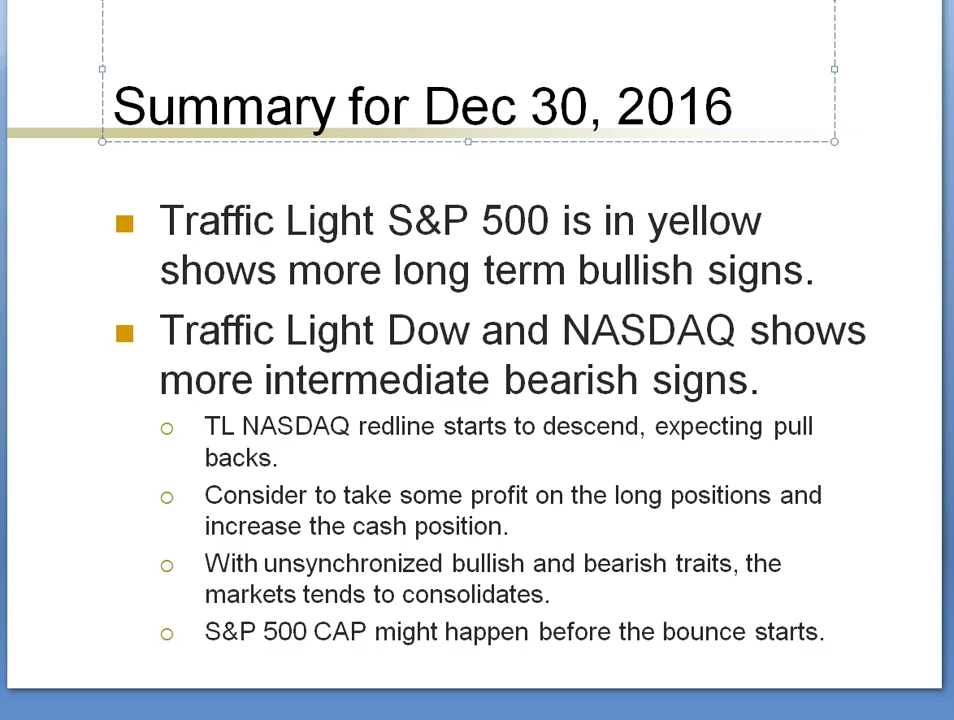 Summary for Dec 30, 2016
Traffic Light S&P 500 is in yellow
shows more long term bullish signs.
Traffic Light Dow and NASDAQ shows
more intermediate bearish signs.
TL NASDAQ redline starts to descend, expecting pull
backs.
Consider to take some profit on the long positions and
increase the cash position.
With unsynchronized bullish and bearish traits, the
markets tends to consolidates.
S&P 500 CAP might happen before the bounce starts.